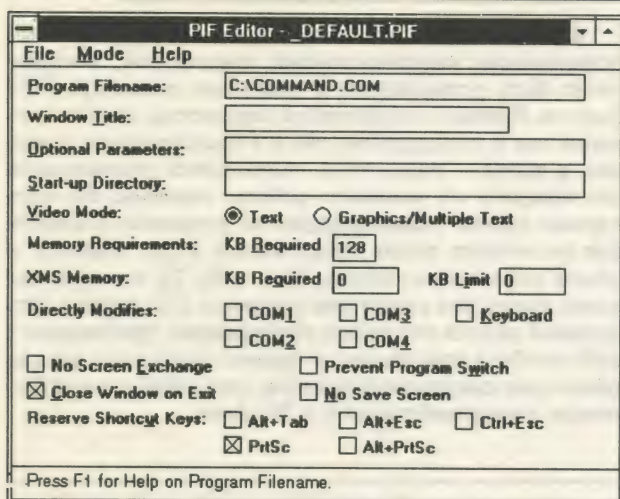 PIF Editor - _DEFAULT.PIF
File Mode Help
Program Filename: C:\COMMAND.COM
Window Title:
Optional Parameters:
Start-up Directory:
Video Mode: Text Graphics/Multiple Text
Memory Requirements: KB Required 128
XMS Memory: KB Required 0 KB Limit 0
Directly Modifies: COM1 COM3 Keyboard
COM2 COM4
No Screen Exchange Prevent Program Switch
Close Window on Exit No Save Screen
Reserve Shortcut Keys: Alt+Tab Alt+Esc Ctrl+Esc
PrtSc Alt+PrtSc
Press F1 for Help on Program Filename.